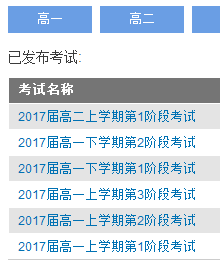 高一 高二
已发布考试:
考试名称
2017届高二上学期第1阶段考试
2017届高一下学期第2阶段考试
2017届高一下学期第1阶段考试
2017届高一上学期第3阶段考试
2017届高一上学期第2阶段考试
2017届高一上学期第1阶段考试